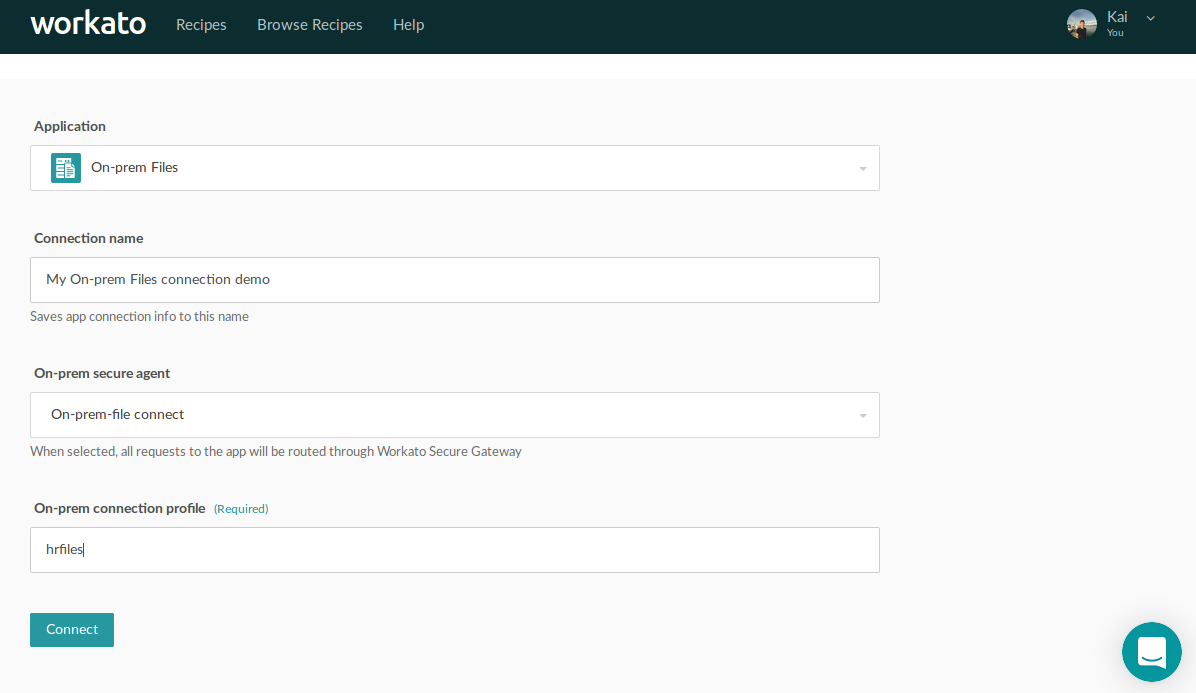 workato Recipes Browse Recipes Help Kai
You
Application
On-prem Files
Connection name
My On-prem Files connection demo
Saves app connection info to this name
On-prem secure agent
On-prem-file connect
When selected, all requests to the app will be routed through Workato Secure Gateway
On-prem connection profile (Required)
hrfiles
Connect